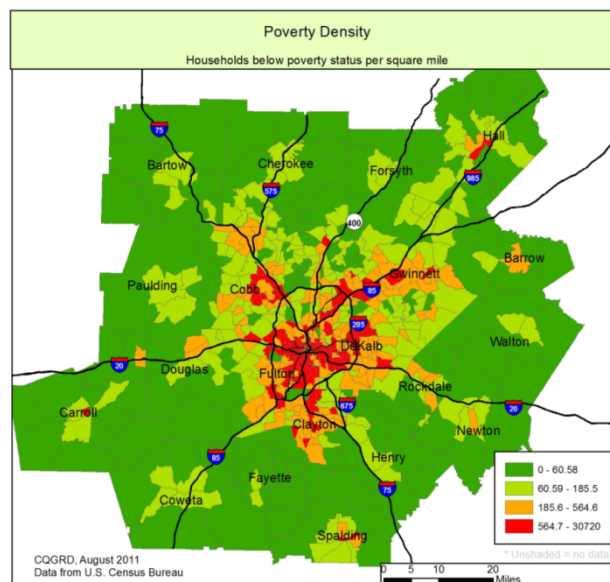 Poverty Density
Households below poverty status per square mile
75
Hall
Bartow
Cherokee
Forsyth
575
985
400
Barrow
Gwinnett
Paulding
Cobb
85
285
DeKalb
Walton
20
Douglas
Fulton
Rockdale
Carroll
675
20
Clayton
Newton
85
Henry
Fayette
75
Coweta
Spalding
0 - 60.58
60.59 - 185.5
185.6 - 564.6
564.7 - 30720
* Unshaded = no data
CQGRD, August 2011
Data from U.S. Census Bureau
0 5 10 20
Miles